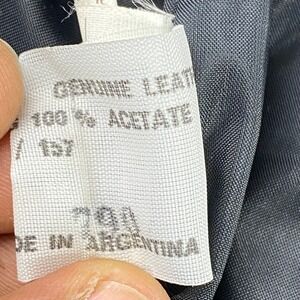 GENUINE LEAT
100 % ACETATE
/ 157
DE IN ARGENTINA